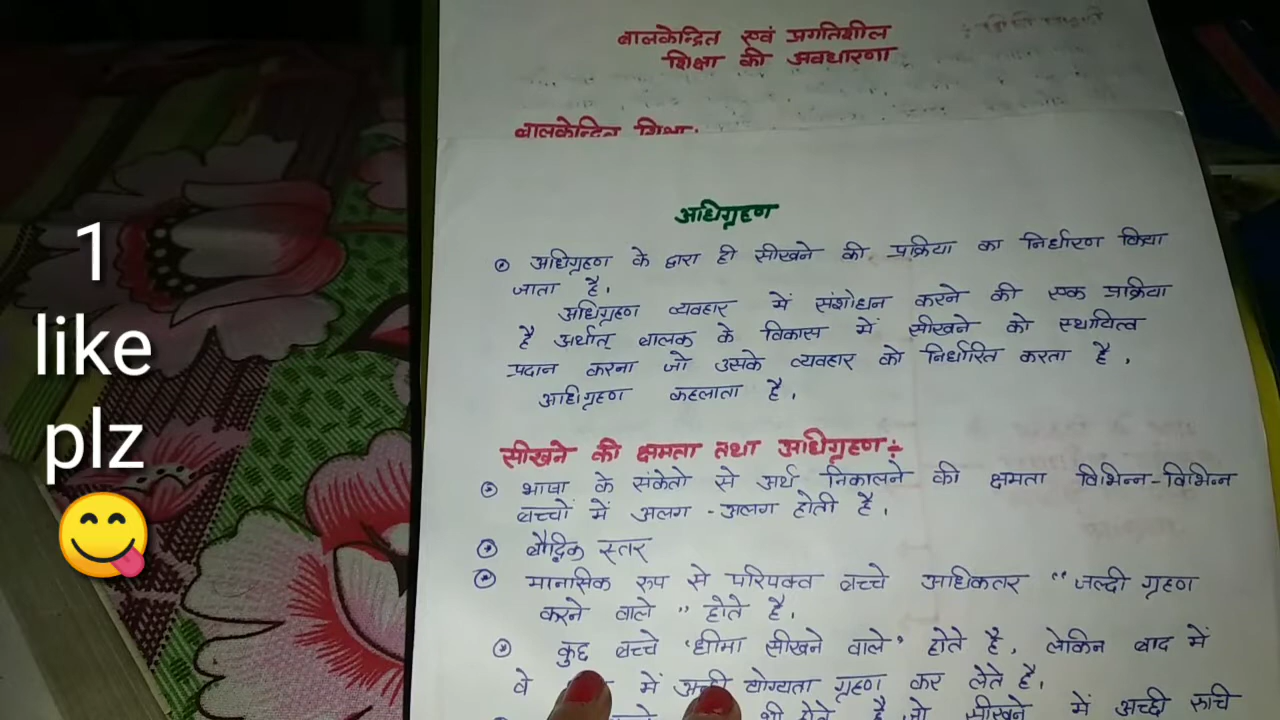 बालकेन्द्रित एवं प्रगतिशील
शिक्षा की अवधारणा
बालकेन्द्रित शिक्षा
अधिग्रहण
अधिग्रहण के द्वारा ही सीखने की प्रक्रिया का निर्धारण किया
जाता है।
अधिग्रहण व्यवहार में संशोधन करने की एक प्रक्रिया
है अर्थात् बालक के विकास में सीखने को स्थायित्व
प्रदान करना जो उसके व्यवहार को निर्धारित करता है।
अधिग्रहण कहलाता है।
सीखने की क्षमता तथा अधिग्रहण ÷
भाषा के संकेतो से अर्थ निकालने की क्षमता विभिन्न-विभिन्न
बच्चों में अलग-अलग होती है।
बौद्धिक स्तर
मानसिक रुप से परिपक्व बच्चे अधिकतर "जल्दी ग्रहण
करने वाले" होते है।
कुछ बच्चे 'धीमा सीखने वाले' होते है, लेकिन बाद में
वे में योग्यता ग्रहण कर लेते है।
भी होते है जो सीखने में अच्छी रुचि
1
like
plz
😋